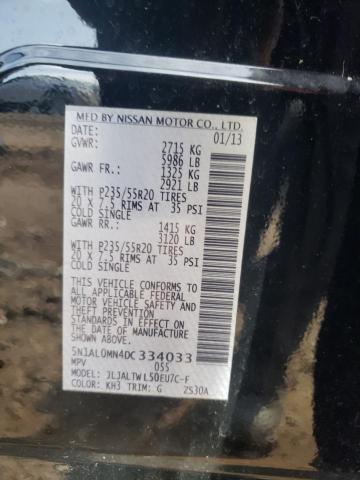 MFD BY NISSAN MOTOR CO., LTD.
DATE: 01/13
GVWR: 2715 KG
5986 LB
GAWR FR.: 1325 KG
2921 LB
WITH P235/55R20 TIRES
20 X 7.5 RIMS AT 35 PSI
COLD SINGLE
GAWR RR.: 1415 KG
3120 LB
WITH P235/55R20 TIRES
20 X 7.5 RIMS AT 35 PSI
COLD SINGLE
THIS VEHICLE CONFORMS TO
ALL APPLICABLE U.S. FEDERAL
MOTOR VEHICLE SAFETY, BUMPER, AND
THEFT PREVENTION STANDARDS
IN EFFECT ON THE DATE OF
MANUFACTURE SHOWN ABOVE.
5N1AL0MN4DC334033
MPV 055
MODEL: JLJALTWL50EU7C-F
COLOR: KH3 TRIM: G 2S30A